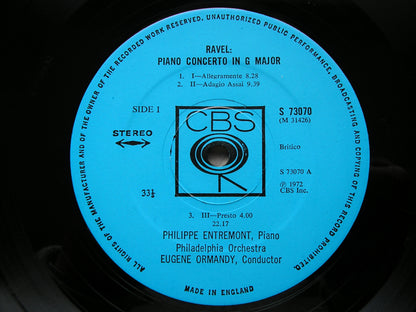 ALL RIGHTS OF THE MANUFACTURER AND OF THE OWNER OF THE RECORDED WORK RESERVED. UNAUTHORIZED PUBLIC PERFORMANCE, BROADCASTING AND COPYING OF THIS RECORD PROHIBITED.
RAVEL:
PIANO CONCERTO IN G MAJOR
1. I—Allegramente 8.28
2. II—Adagio Assai 9.39
SIDE 1
S 73070
(M 31426)
STEREO
CBS
Britico
33⅓
S 73070 A
Ⓟ 1972
CBS Inc.
3. III—Presto 4.00
22.17
PHILIPPE ENTREMONT, Piano
Philadelphia Orchestra
EUGENE ORMANDY, Conductor
MADE IN ENGLAND